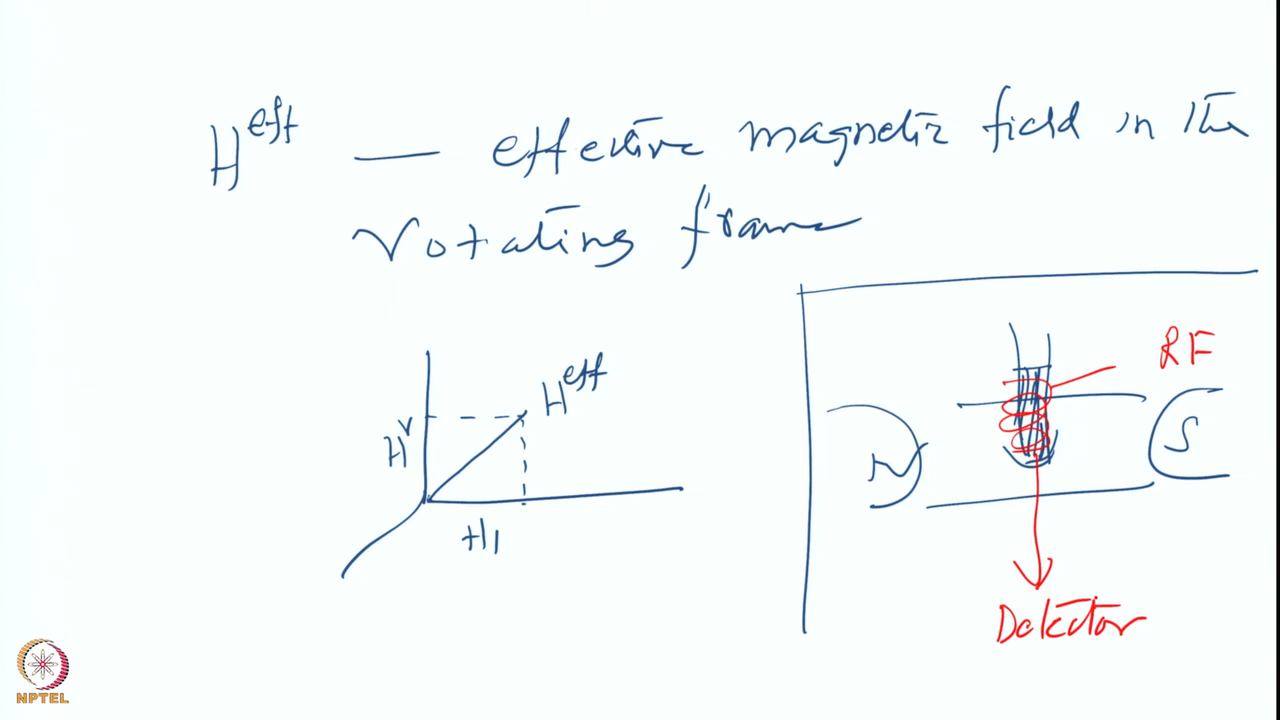 H^eff — effective magnetic field in the
rotating frame
H^eff
H^r
H1
RF
N
S
Detector
NPTEL